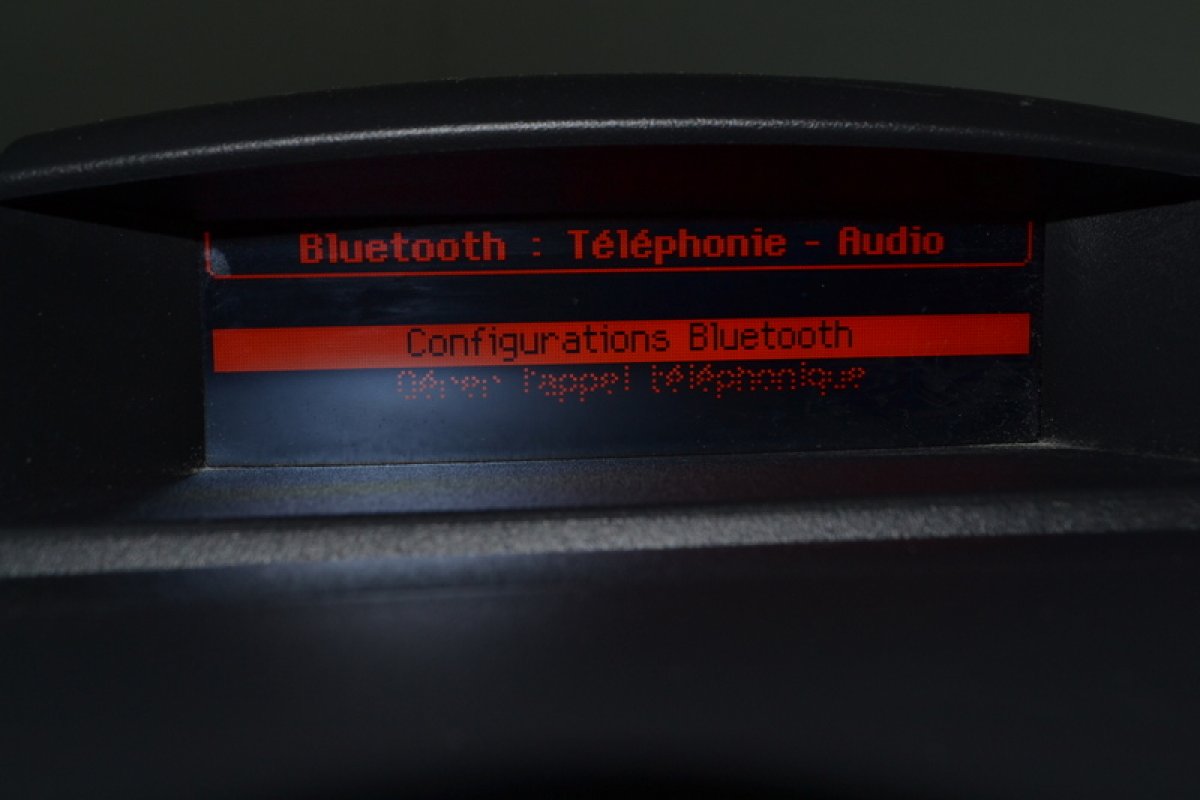 Bluetooth : Téléphonie - Audio
Configurations Bluetooth
Gérer l'appel téléphonique